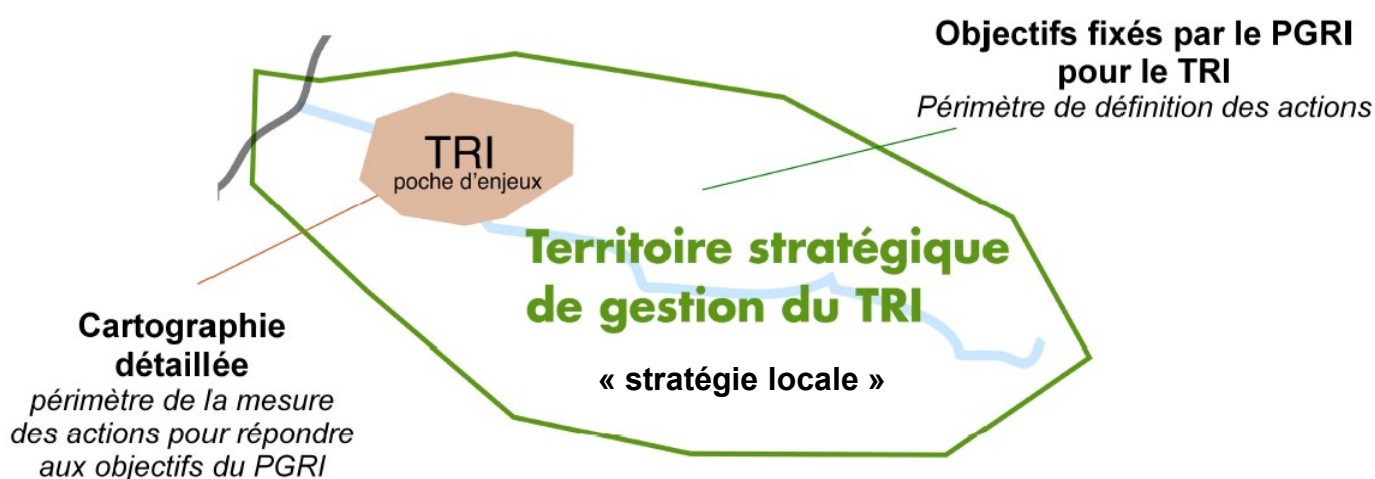 Objectifs fixés par le PGRI
pour le TRI
Périmètre de définition des actions
TRI
poche d'enjeux
Territoire stratégique
de gestion du TRI
« stratégie locale »
Cartographie
détaillée
périmètre de la mesure
des actions pour répondre
aux objectifs du PGRI